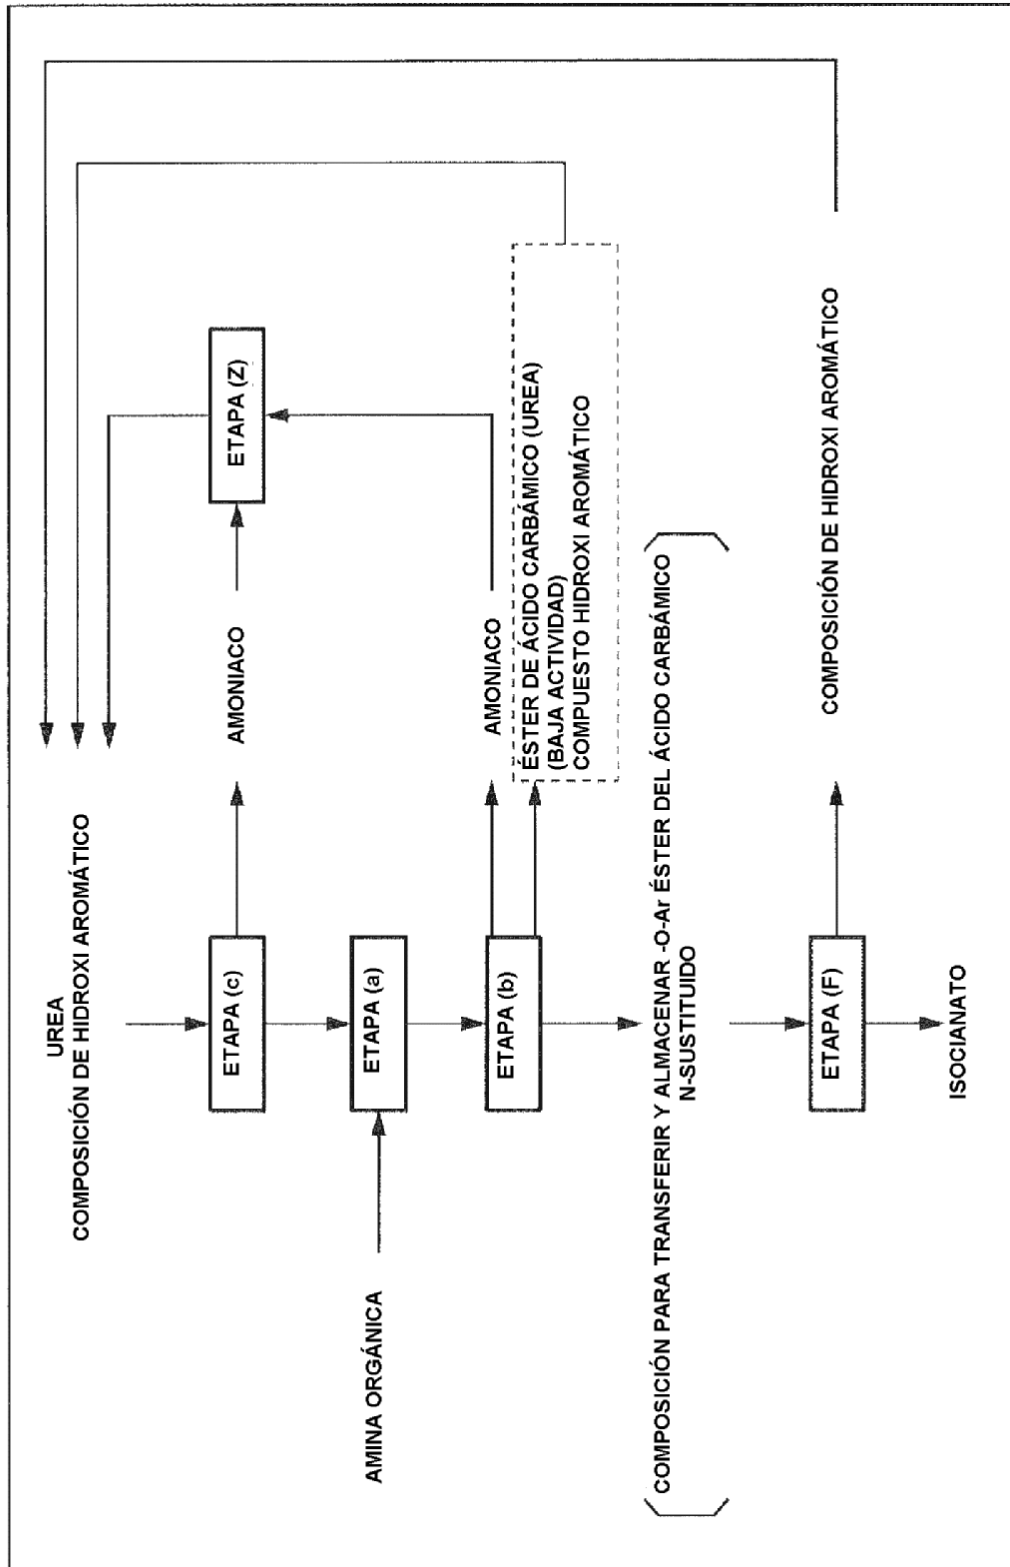 UREA
COMPOSICIÓN DE HIDROXI AROMÁTICO
ETAPA (c)
AMONIACO
ETAPA (Z)
AMINA ORGÁNICA
ETAPA (a)
ETAPA (b)
AMONIACO
ÉSTER DE ÁCIDO CARBÁMICO (UREA)
(BAJA ACTIVIDAD)
COMPUESTO HIDROXI AROMÁTICO
COMPOSICIÓN PARA TRANSFERIR Y ALMACENAR -O-Ar ÉSTER DEL ÁCIDO CARBÁMICO
N-SUSTITUIDO
ETAPA (F)
COMPOSICIÓN DE HIDROXI AROMÁTICO
ISOCIANATO